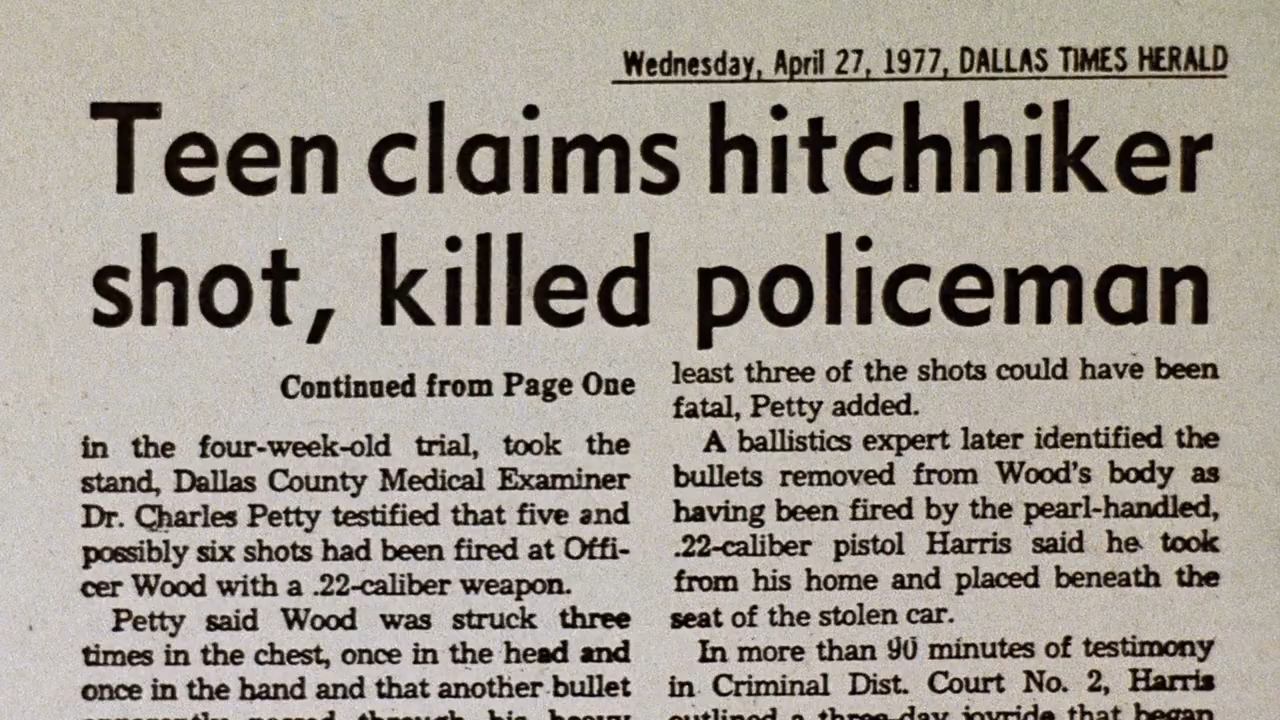 Wednesday, April 27, 1977, DALLAS TIMES HERALD
Teen claims hitchhiker
shot, killed policeman
Continued from Page One
in the four-week-old trial, took the
stand, Dallas County Medical Examiner
Dr. Charles Petty testified that five and
possibly six shots had been fired at Offi-
cer Wood with a .22-caliber weapon.
Petty said Wood was struck three
times in the chest, once in the head and
once in the hand and that another bullet
apparently passed through his heavy
least three of the shots could have been
fatal, Petty added.
A ballistics expert later identified the
bullets removed from Wood's body as
having been fired by the pearl-handled,
.22-caliber pistol Harris said he took
from his home and placed beneath the
seat of the stolen car.
In more than 90 minutes of testimony
in Criminal Dist. Court No. 2, Harris
outlined a three-day joyride that began